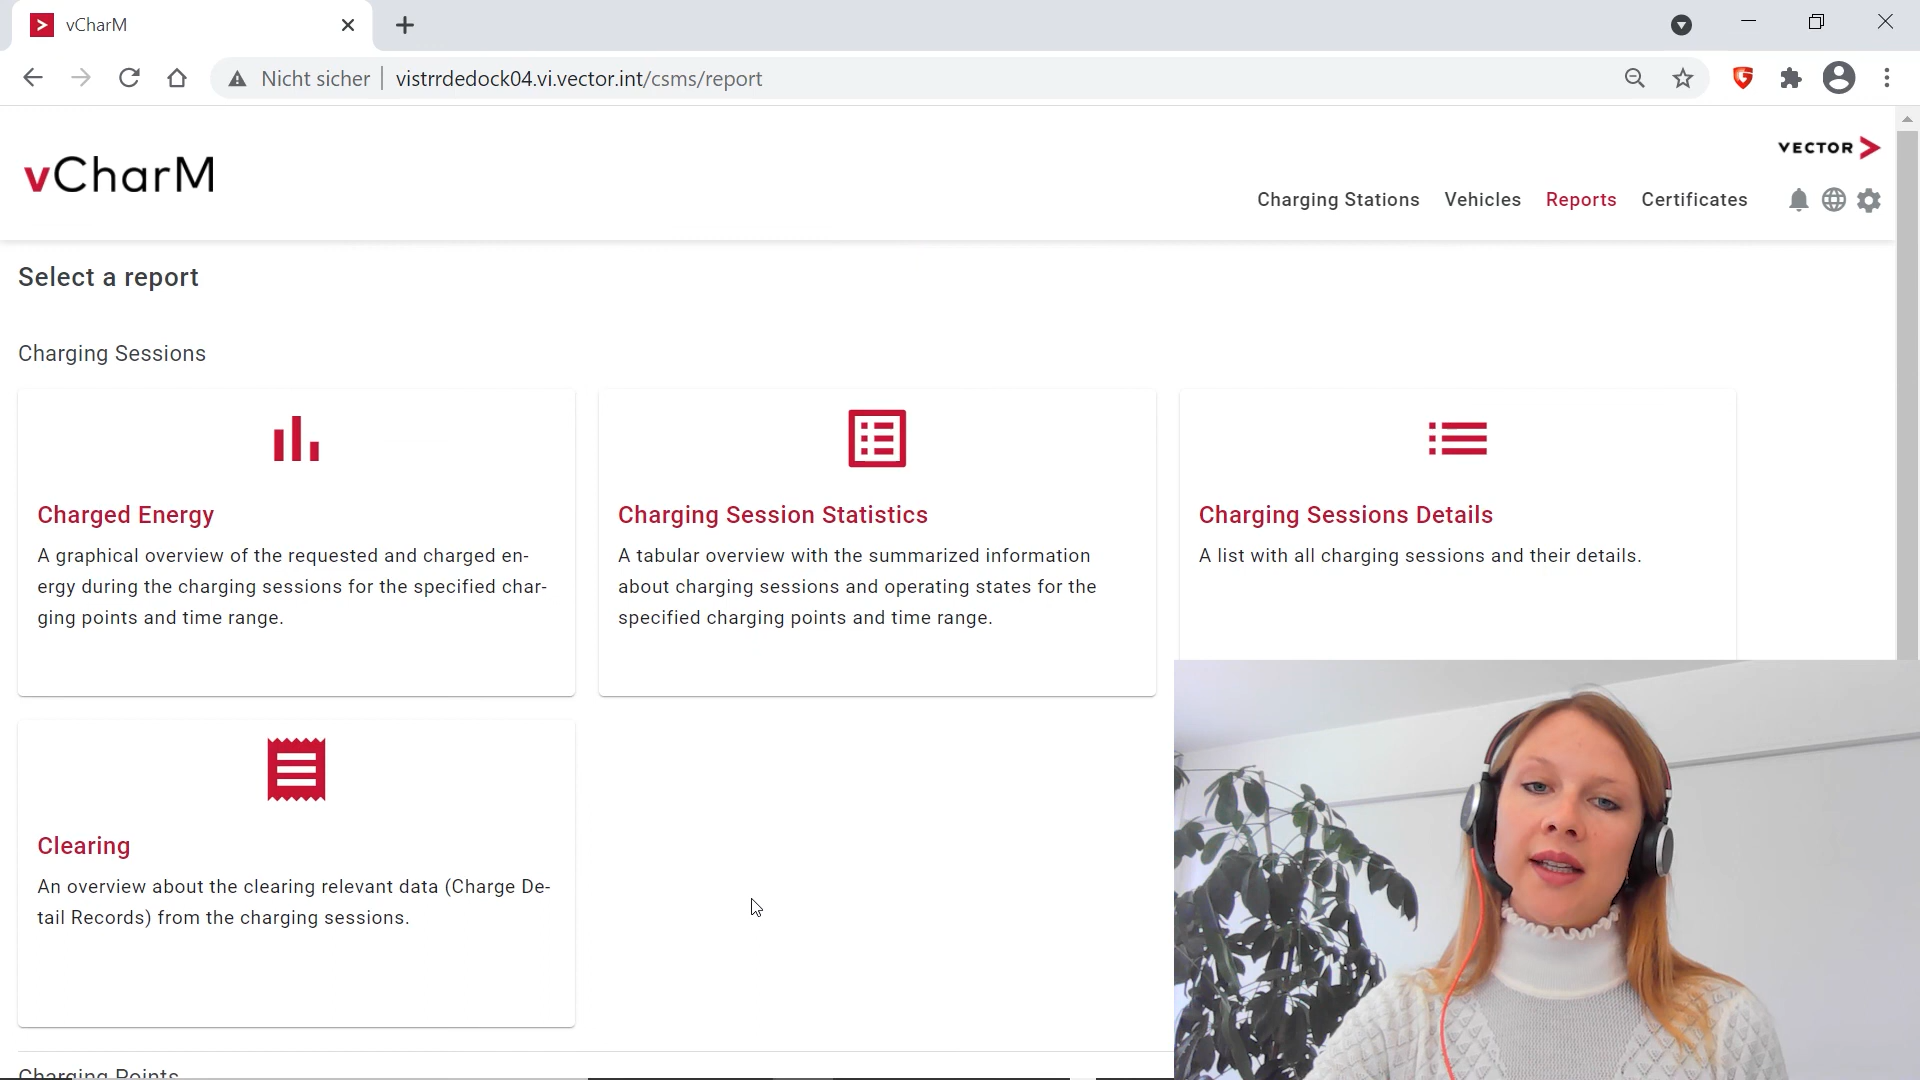 vCharM
Nicht sicher
vistrrdedock04.vi.vector.int/csms/report
VECTOR
vCharM
Charging Stations Vehicles Reports Certificates
Select a report
Charging Sessions
Charged Energy
A graphical overview of the requested and charged en-
ergy during the charging sessions for the specified char-
ging points and time range.
Charging Session Statistics
A tabular overview with the summarized information
about charging sessions and operating states for the
specified charging points and time range.
Charging Sessions Details
A list with all charging sessions and their details.
Clearing
An overview about the clearing relevant data (Charge De-
tail Records) from the charging sessions.
Charging Points